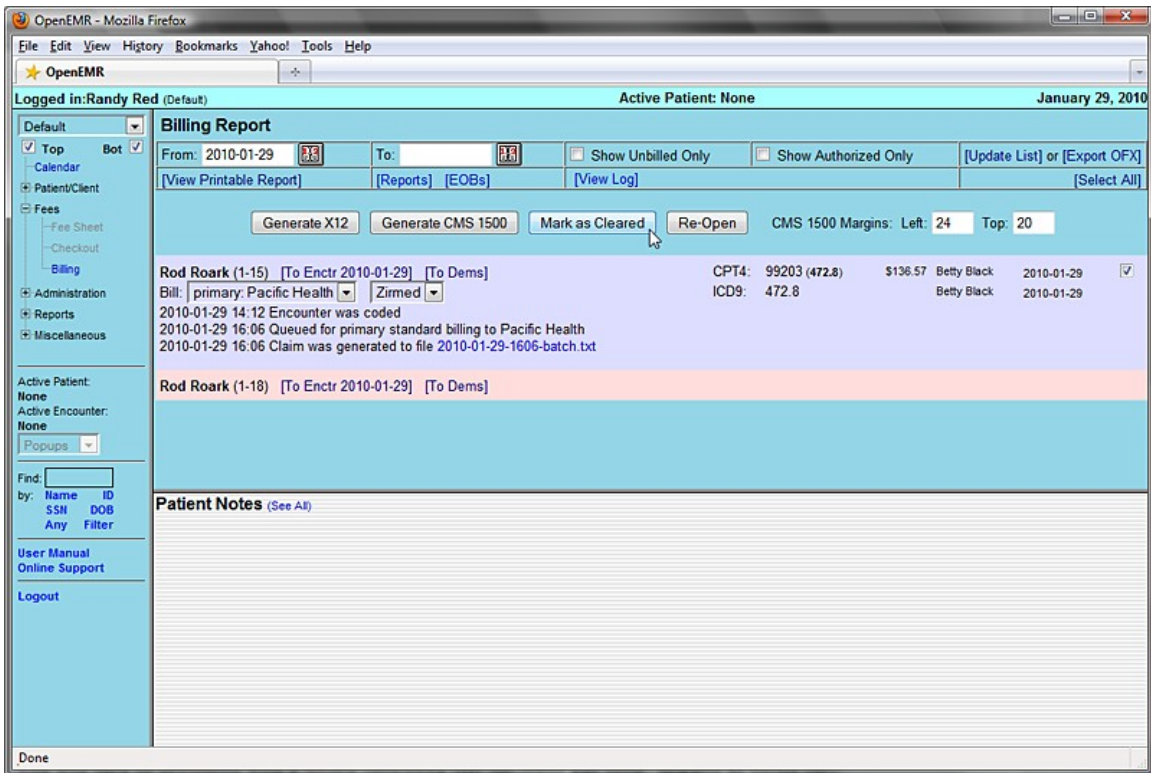 OpenEMR - Mozilla Firefox
File Edit View History Bookmarks Yahoo! Tools Help
OpenEMR
Logged in:Randy Red (Default) Active Patient: None January 29, 2010
Default
Top Bot
Calendar
Patient/Client
Fees
Fee Sheet
Checkout
Billing
Administration
Reports
Miscellaneous
Active Patient:
None
Active Encounter:
None
Popups
Find:
by: Name ID
SSN DOB
Any Filter
User Manual
Online Support
Logout
Billing Report
From: 2010-01-29 To: Show Unbilled Only Show Authorized Only [Update List] or [Export OFX]
[View Printable Report] [Reports] [EOBs] [View Log] [Select All]
Generate X12 Generate CMS 1500 Mark as Cleared Re-Open CMS 1500 Margins: Left: 24 Top: 20
Rod Roark (1-15) [To Enctr 2010-01-29] [To Dems] CPT4: 99203 (472.8) $136.57 Betty Black 2010-01-29
Bill: primary: Pacific Health Zirmed ICD9: 472.8 Betty Black 2010-01-29
2010-01-29 14:12 Encounter was coded
2010-01-29 16:06 Queued for primary standard billing to Pacific Health
2010-01-29 16:06 Claim was generated to file 2010-01-29-1606-batch.txt
Rod Roark (1-18) [To Enctr 2010-01-29] [To Dems]
Patient Notes (See All)
Done